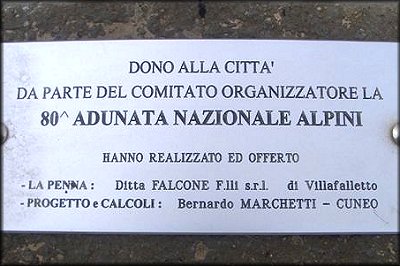 DONO ALLA CITTA'
DA PARTE DEL COMITATO ORGANIZZATORE LA
80^ ADUNATA NAZIONALE ALPINI
HANNO REALIZZATO ED OFFERTO
- LA PENNA : Ditta FALCONE F.lli s.r.l. di Villafalletto
- PROGETTO e CALCOLI : Bernardo MARCHETTI - CUNEO